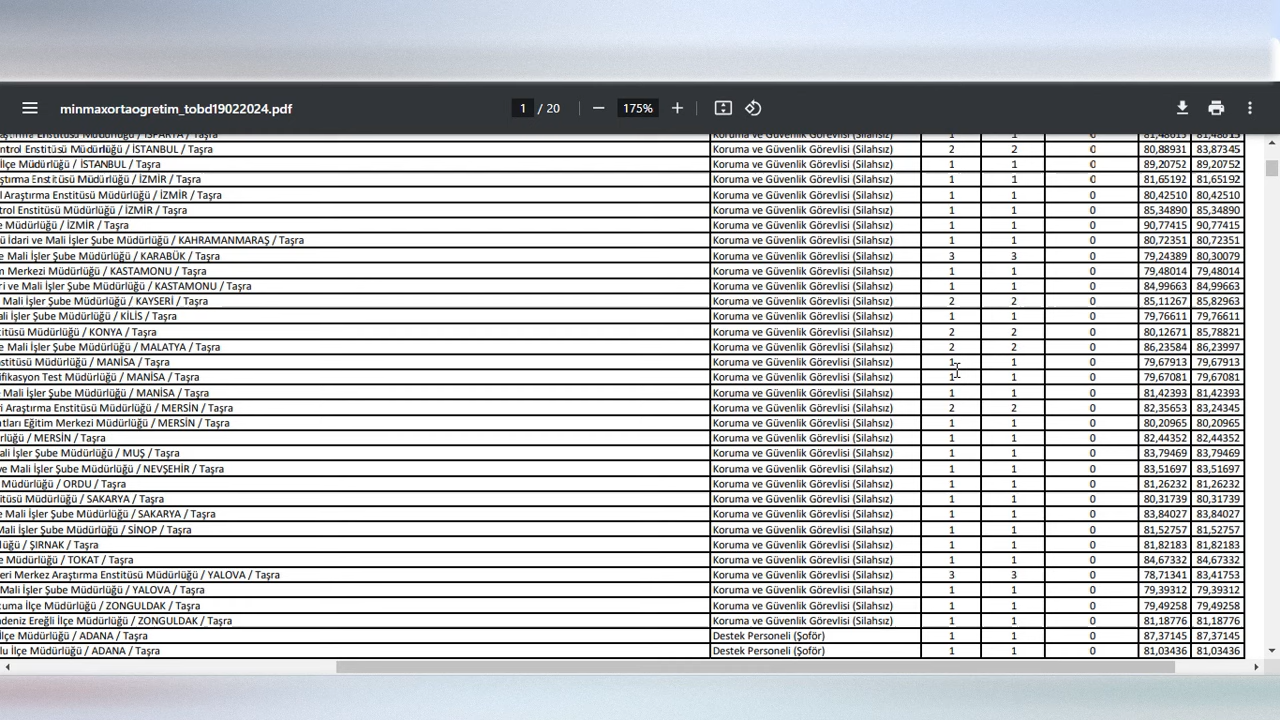 minmaxortaogretim_tobd19022024.pdf 1 / 20 175%
aştırma Enstitüsü Müdürlüğü / ISPARTA / Taşra Koruma ve Güvenlik Görevlisi (Silahsız) 1 1 0 81,48015 81,48015
ntrol Enstitüsü Müdürlüğü / İSTANBUL / Taşra Koruma ve Güvenlik Görevlisi (Silahsız) 2 2 0 80,88931 83,87345
İlçe Müdürlüğü / İSTANBUL / Taşra Koruma ve Güvenlik Görevlisi (Silahsız) 1 1 0 89,20752 89,20752
ştırma Enstitüsü Müdürlüğü / İZMİR / Taşra Koruma ve Güvenlik Görevlisi (Silahsız) 1 1 0 81,65192 81,65192
l Araştırma Enstitüsü Müdürlüğü / İZMİR / Taşra Koruma ve Güvenlik Görevlisi (Silahsız) 1 1 0 80,42510 80,42510
trol Enstitüsü Müdürlüğü / İZMİR / Taşra Koruma ve Güvenlik Görevlisi (Silahsız) 1 1 0 85,34890 85,34890
e Müdürlüğü / İZMİR / Taşra Koruma ve Güvenlik Görevlisi (Silahsız) 1 1 0 90,77415 90,77415
ü İdari ve Mali İşler Şube Müdürlüğü / KAHRAMANMARAŞ / Taşra Koruma ve Güvenlik Görevlisi (Silahsız) 1 1 0 80,72351 80,72351
e Mali İşler Şube Müdürlüğü / KARABÜK / Taşra Koruma ve Güvenlik Görevlisi (Silahsız) 3 3 0 79,24389 80,30079
m Merkezi Müdürlüğü / KASTAMONU / Taşra Koruma ve Güvenlik Görevlisi (Silahsız) 1 1 0 79,48014 79,48014
ri ve Mali İşler Şube Müdürlüğü / KASTAMONU / Taşra Koruma ve Güvenlik Görevlisi (Silahsız) 1 1 0 84,99663 84,99663
Mali İşler Şube Müdürlüğü / KAYSERİ / Taşra Koruma ve Güvenlik Görevlisi (Silahsız) 2 2 0 85,11267 85,82963
ali İşler Şube Müdürlüğü / KİLİS / Taşra Koruma ve Güvenlik Görevlisi (Silahsız) 1 1 0 79,76611 79,76611
titüsü Müdürlüğü / KONYA / Taşra Koruma ve Güvenlik Görevlisi (Silahsız) 2 2 0 80,12671 85,78821
e Mali İşler Şube Müdürlüğü / MALATYA / Taşra Koruma ve Güvenlik Görevlisi (Silahsız) 2 2 0 86,23584 86,23997
nstitüsü Müdürlüğü / MANİSA / Taşra Koruma ve Güvenlik Görevlisi (Silahsız) 1 1 0 79,67913 79,67913
ifikasyon Test Müdürlüğü / MANİSA / Taşra Koruma ve Güvenlik Görevlisi (Silahsız) 1 1 0 79,67081 79,67081
e Mali İşler Şube Müdürlüğü / MANİSA / Taşra Koruma ve Güvenlik Görevlisi (Silahsız) 1 1 0 81,42393 81,42393
ri Araştırma Enstitüsü Müdürlüğü / MERSİN / Taşra Koruma ve Güvenlik Görevlisi (Silahsız) 2 2 0 82,35653 83,24345
ıtları Eğitim Merkezi Müdürlüğü / MERSİN / Taşra Koruma ve Güvenlik Görevlisi (Silahsız) 1 1 0 80,20965 80,20965
rlüğü / MERSİN / Taşra Koruma ve Güvenlik Görevlisi (Silahsız) 1 1 0 82,44352 82,44352
ali İşler Şube Müdürlüğü / MUŞ / Taşra Koruma ve Güvenlik Görevlisi (Silahsız) 1 1 0 83,79469 83,79469
ve Mali İşler Şube Müdürlüğü / NEVŞEHİR / Taşra Koruma ve Güvenlik Görevlisi (Silahsız) 1 1 0 83,51697 83,51697
Müdürlüğü / ORDU / Taşra Koruma ve Güvenlik Görevlisi (Silahsız) 1 1 0 81,26232 81,26232
itüsü Müdürlüğü / SAKARYA / Taşra Koruma ve Güvenlik Görevlisi (Silahsız) 1 1 0 80,31739 80,31739
e Mali İşler Şube Müdürlüğü / SAKARYA / Taşra Koruma ve Güvenlik Görevlisi (Silahsız) 1 1 0 83,84027 83,84027
Mali İşler Şube Müdürlüğü / SİNOP / Taşra Koruma ve Güvenlik Görevlisi (Silahsız) 1 1 0 81,52757 81,52757
lüğü / ŞIRNAK / Taşra Koruma ve Güvenlik Görevlisi (Silahsız) 1 1 0 81,82183 81,82183
e Müdürlüğü / TOKAT / Taşra Koruma ve Güvenlik Görevlisi (Silahsız) 1 1 0 84,67332 84,67332
eri Merkez Araştırma Enstitüsü Müdürlüğü / YALOVA / Taşra Koruma ve Güvenlik Görevlisi (Silahsız) 3 3 0 78,71341 83,41753
Mali İşler Şube Müdürlüğü / YALOVA / Taşra Koruma ve Güvenlik Görevlisi (Silahsız) 1 1 0 79,39312 79,39312
uma İlçe Müdürlüğü / ZONGULDAK / Taşra Koruma ve Güvenlik Görevlisi (Silahsız) 1 1 0 79,49258 79,49258
adeniz Ereğli İlçe Müdürlüğü / ZONGULDAK / Taşra Koruma ve Güvenlik Görevlisi (Silahsız) 1 1 0 81,18776 81,18776
İlçe Müdürlüğü / ADANA / Taşra Destek Personeli (Şoför) 1 1 0 87,37145 87,37145
lu İlçe Müdürlüğü / ADANA / Taşra Destek Personeli (Şoför) 1 1 0 81,03436 81,03436